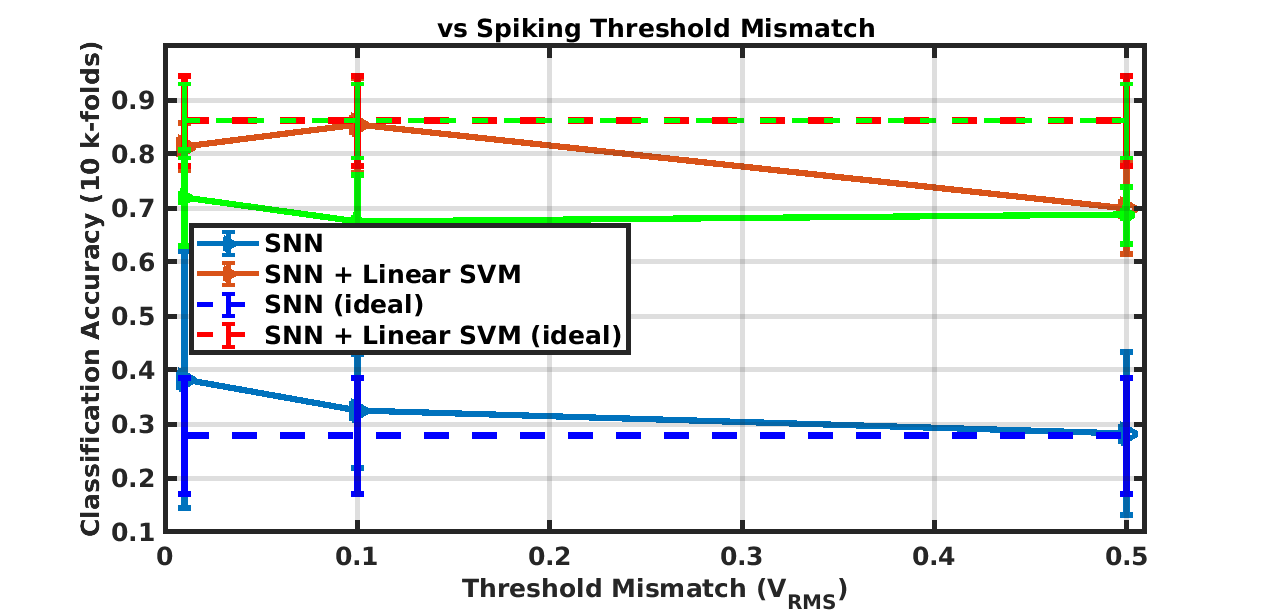 vs Spiking Threshold Mismatch
Classification Accuracy (10 k-folds)
0.9
0.8
0.7
0.6
0.5
0.4
0.3
0.2
0.1
SNN
SNN + Linear SVM
SNN (ideal)
SNN + Linear SVM (ideal)
0 0.1 0.2 0.3 0.4 0.5
Threshold Mismatch (V_RMS)